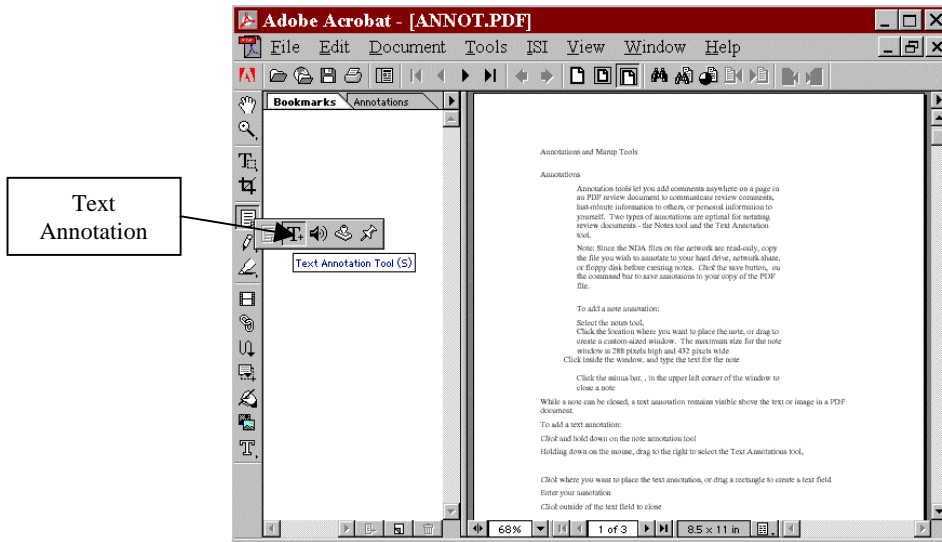 Adobe Acrobat - [ANNOT.PDF]
File Edit Document Tools ISI View Window Help
Bookmarks Annotations
Text
Annotation
Text Annotation Tool (S)
Annotations and Marup Tools
Annotations
Annotation tools let you add comments anywhere on a page in
an PDF review document to communicate review comments,
last-minute information to others, or personal information to
yourself. Two types of annotations are optimal for notating
review documents - the Notes tool and the Text Annotation
tool.
Note: Since the NDA files on the network are read-only, copy
the file you wish to annotate to your hard drive, network share,
or floppy disk before creating notes. Click the save button, on
the command bar to save annotaions to your copy of the PDF
file.
To add a note annotation:
Select the notes tool,
Click the location where you want to place the note, or drag to
create a custom-sized window. The maximum size for the note
window is 288 pixels high and 432 pixels wide
Click inside the window, and type the text for the note
Click the minus bar, , in the upper left corner of the window to
close a note
While a note can be closed, a text annotation remains visible above the text or image in a PDF
document.
To add a text annotation:
Click and hold down on the note annotation tool
Holding down on the mouse, drag to the right to select the Text Annotations tool,
Click where you want to place the text annotation, or drag a rectangle to create a text field
Enter your annotation
Click outside of the text field to close
68% 1 of 3 8.5 x 11 in